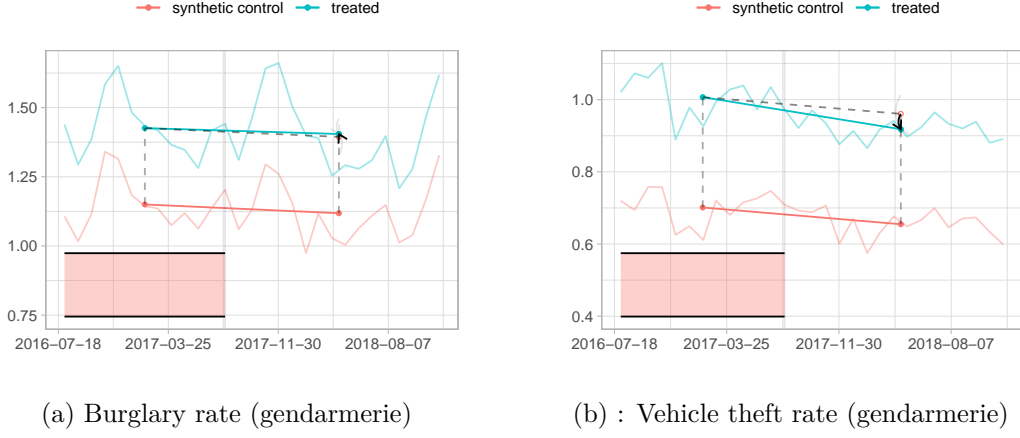 synthetic control treated
synthetic control treated
1.50
1.25
1.00
0.75
2016−07−18 2017−03−25 2017−11−30 2018−08−07
1.0
0.8
0.6
0.4
2016−07−18 2017−03−25 2017−11−30 2018−08−07
(a) Burglary rate (gendarmerie)
(b) : Vehicle theft rate (gendarmerie)